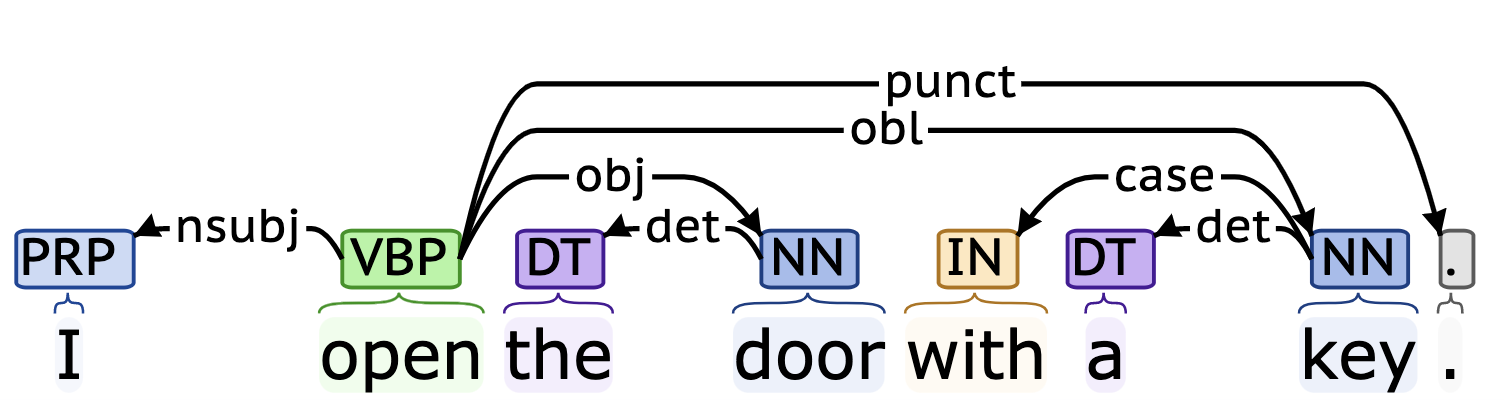 punct
obl
obj case
nsubj det det
PRP VBP DT NN IN DT NN .
I open the door with a key .